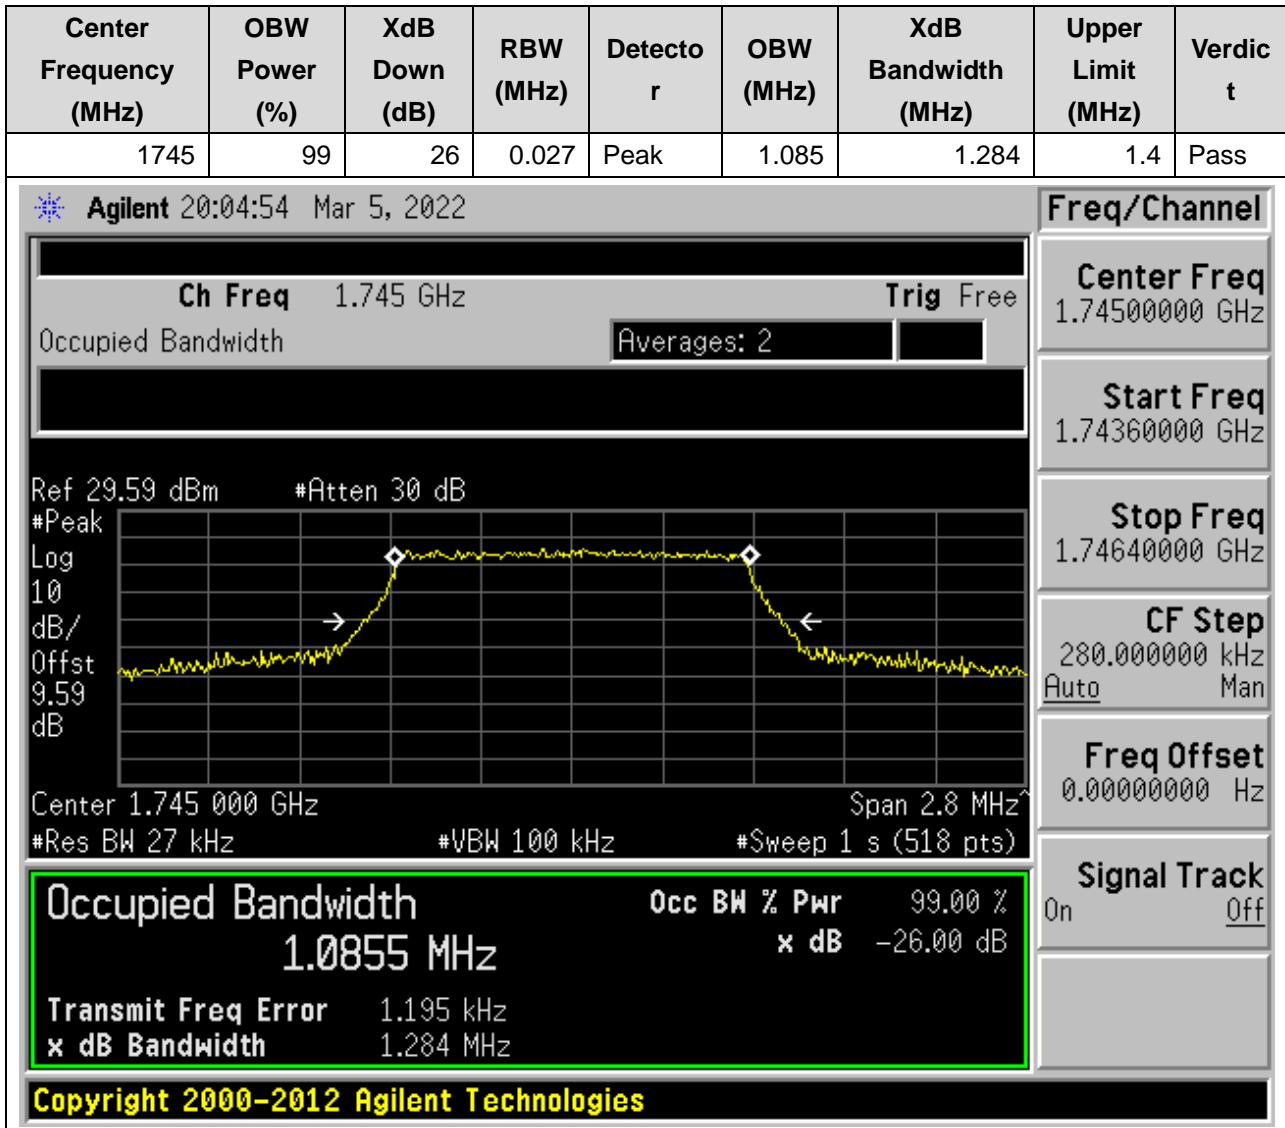 Center Frequency (MHz) OBW Power (%) XdB Down (dB) RBW (MHz) Detector OBW (MHz) XdB Bandwidth (MHz) Upper Limit (MHz) Verdict
1745 99 26 0.027 Peak 1.085 1.284 1.4 Pass
Agilent 20:04:54 Mar 5, 2022
Freq/Channel
Ch Freq 1.745 GHz Trig Free
Occupied Bandwidth Averages: 2
Center Freq
1.74500000 GHz
Start Freq
1.74360000 GHz
Stop Freq
1.74640000 GHz
CF Step
280.000000 kHz
Auto Man
Freq Offset
0.00000000 Hz
Signal Track
On Off
Ref 29.59 dBm #Atten 30 dB
#Peak
Log
10
dB/
Offst
9.59
dB
Center 1.745 000 GHz Span 2.8 MHz^
#Res BW 27 kHz #VBW 100 kHz #Sweep 1 s (518 pts)
Occupied Bandwidth Occ BW % Pwr 99.00 %
1.0855 MHz x dB -26.00 dB
Transmit Freq Error 1.195 kHz
x dB Bandwidth 1.284 MHz
Copyright 2000-2012 Agilent Technologies